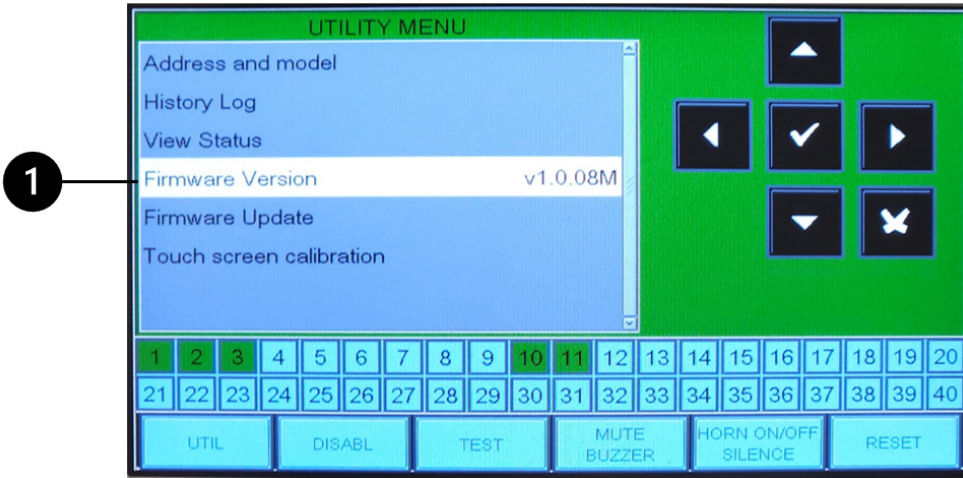 UTILITY MENU
Address and model
History Log
View Status
1
Firmware Version v1.0.08M
Firmware Update
Touch screen calibration
1 2 3 4 5 6 7 8 9 10 11 12 13 14 15 16 17 18 19 20
21 22 23 24 25 26 27 28 29 30 31 32 33 34 35 36 37 38 39 40
UTIL DISABL TEST MUTE BUZZER HORN ON/OFF SILENCE RESET